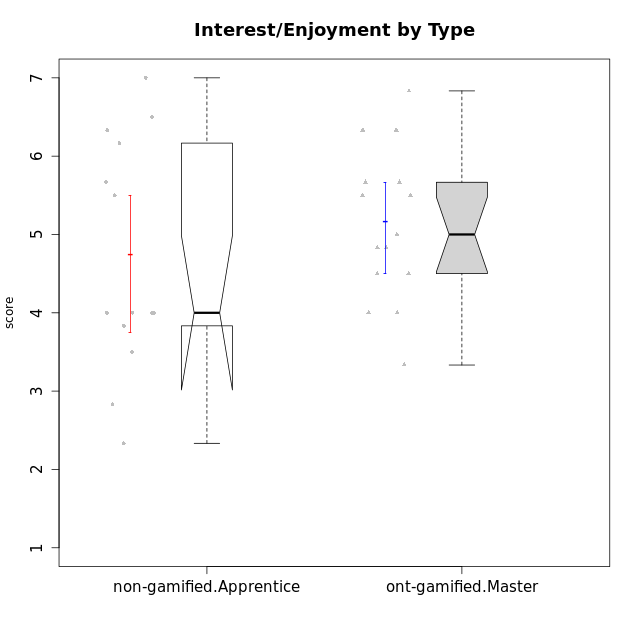 Interest/Enjoyment by Type
7
6
5
4
3
2
1
score
non-gamified.Apprentice
ont-gamified.Master